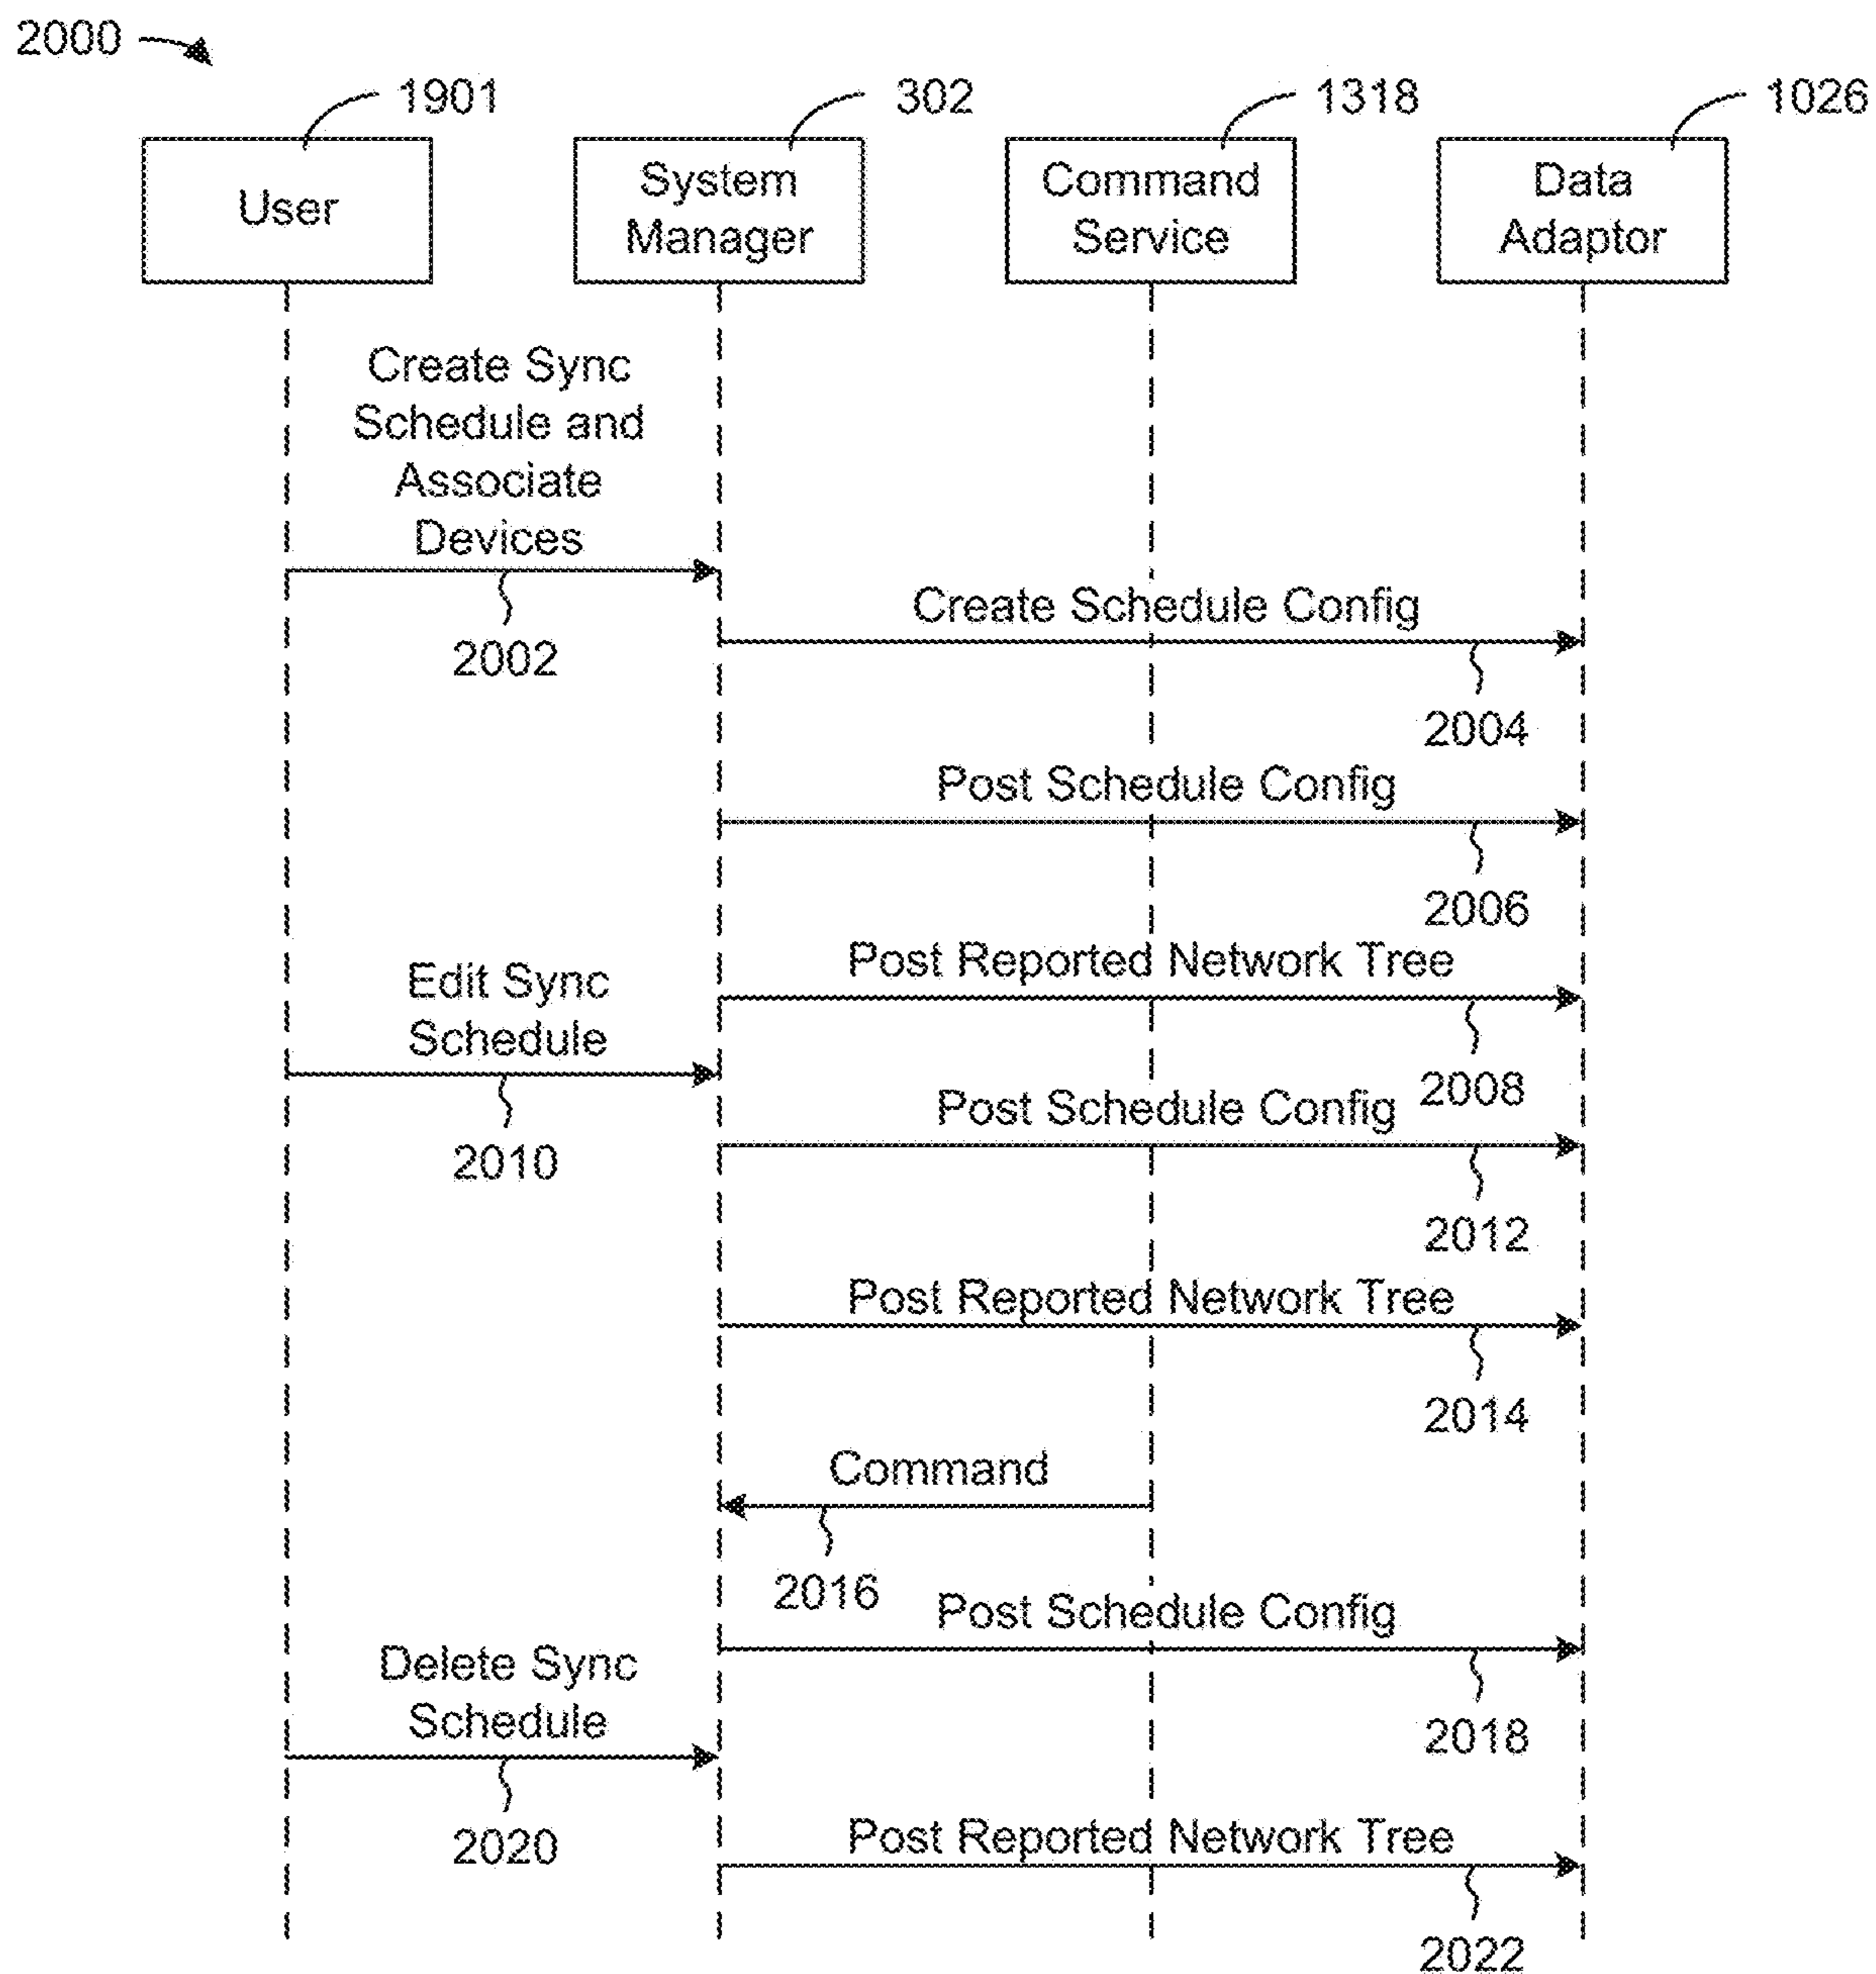 2000
1901
302
1318
1026
User
System
Manager
Command
Service
Data
Adaptor
Create Sync
Schedule and
Associate
Devices
2002
Create Schedule Config
2004
Post Schedule Config
2006
Post Reported Network Tree
2008
Edit Sync
Schedule
2010
Post Schedule Config
2012
Post Reported Network Tree
2014
Command
2016
Post Schedule Config
2018
Delete Sync
Schedule
2020
Post Reported Network Tree
2022